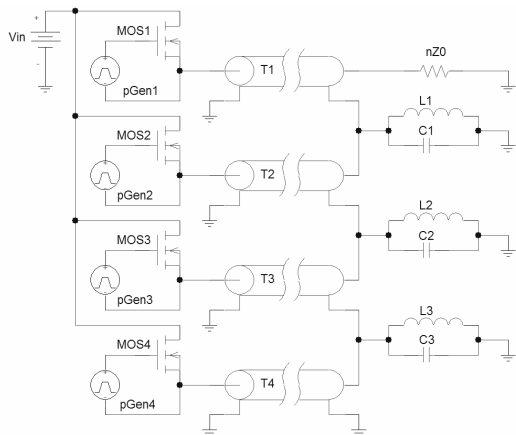 +
Vin
-
MOS1
pGen1
T1
nZ0
L1
C1
MOS2
pGen2
T2
L2
C2
MOS3
pGen3
T3
L3
C3
MOS4
pGen4
T4